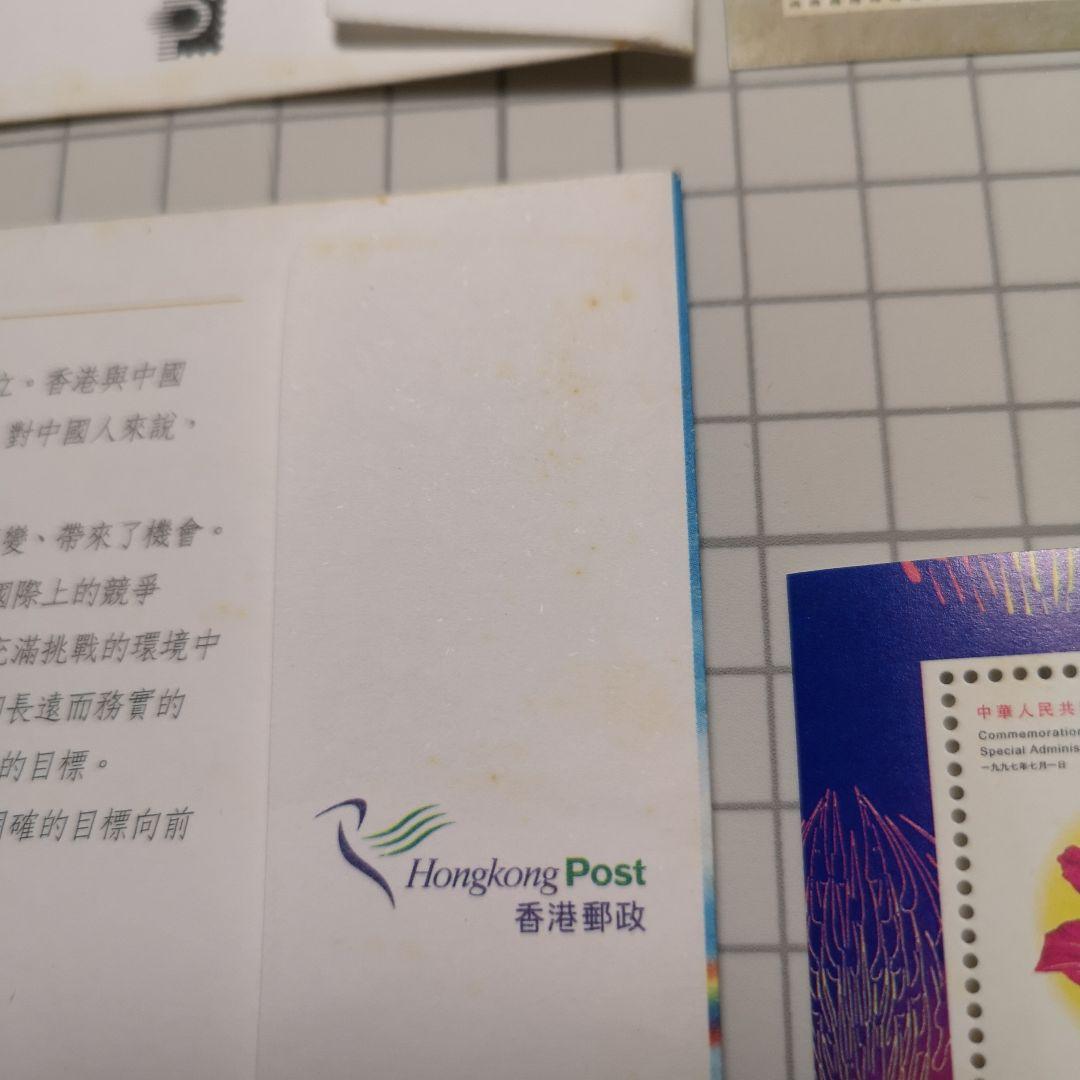 立。香港與中國
對中國人來說，
變、帶來了機會。
國際上的競爭
充滿挑戰的環境中
長遠而務實的
的目標。
確的目標向前
Hongkong Post
香港郵政
中華人民共
Commemoration
Special Adminis
一九九七年七月一日